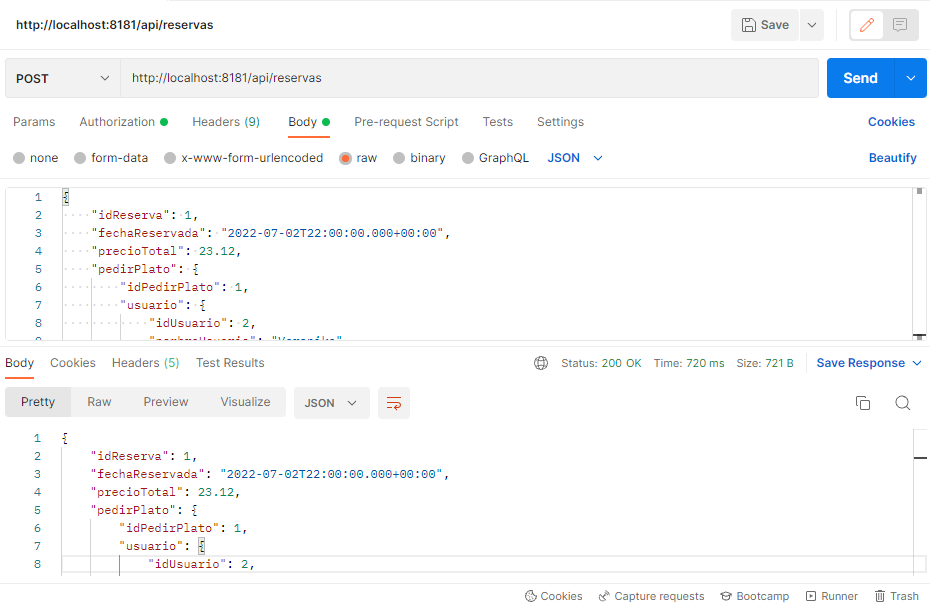 http://localhost:8181/api/reservas
Save
POST http://localhost:8181/api/reservas Send
Params Authorization Headers (9) Body Pre-request Script Tests Settings Cookies
none form-data x-www-form-urlencoded raw binary GraphQL JSON Beautify
1 {
2 "idReserva": 1,
3 "fechaReservada": "2022-07-02T22:00:00.000+00:00",
4 "precioTotal": 23.12,
5 "pedirPlato": {
6 "idPedirPlato": 1,
7 "usuario": {
8 "idUsuario": 2,
Body Cookies Headers (5) Test Results Status: 200 OK Time: 720 ms Size: 721 B Save Response
Pretty Raw Preview Visualize JSON
1 {
2 "idReserva": 1,
3 "fechaReservada": "2022-07-02T22:00:00.000+00:00",
4 "precioTotal": 23.12,
5 "pedirPlato": {
6 "idPedirPlato": 1,
7 "usuario": {
8 "idUsuario": 2,
Cookies Capture requests Bootcamp Runner Trash